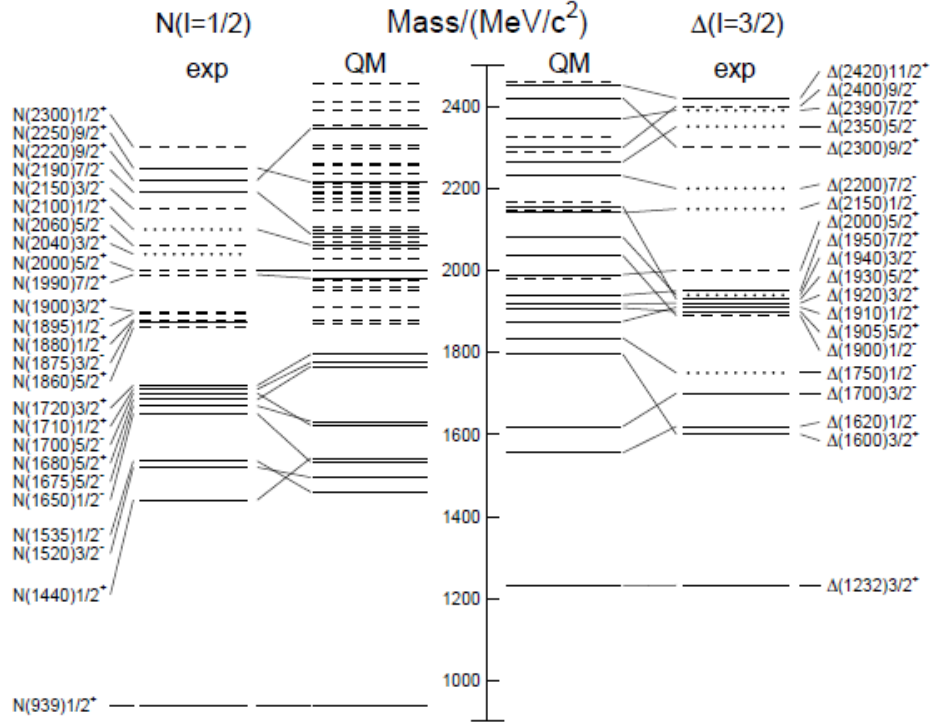 N(I=1/2)
Mass/(MeV/c²)
Δ(I=3/2)
exp
QM
QM
exp
N(2300)1/2⁺
N(2250)9/2⁺
N(2220)9/2⁺
N(2190)7/2⁻
N(2150)3/2⁻
N(2100)1/2⁺
N(2060)5/2⁻
N(2040)3/2⁺
N(2000)5/2⁺
N(1990)7/2⁺
N(1900)3/2⁺
N(1895)1/2⁻
N(1880)1/2⁺
N(1875)3/2⁻
N(1860)5/2⁺
N(1720)3/2⁺
N(1710)1/2⁺
N(1700)5/2⁻
N(1680)5/2⁺
N(1675)5/2⁻
N(1650)1/2⁻
N(1535)1/2⁻
N(1520)3/2⁻
N(1440)1/2⁺
N(939)1/2⁺
2400
2200
2000
1800
1600
1400
1200
1000
Δ(2420)11/2⁺
Δ(2400)9/2⁻
Δ(2390)7/2⁺
Δ(2350)5/2⁻
Δ(2300)9/2⁺
Δ(2200)7/2⁻
Δ(2150)1/2⁻
Δ(2000)5/2⁺
Δ(1950)7/2⁺
Δ(1940)3/2⁻
Δ(1930)5/2⁺
Δ(1920)3/2⁺
Δ(1910)1/2⁺
Δ(1905)5/2⁺
Δ(1900)1/2⁻
Δ(1750)1/2⁻
Δ(1700)3/2⁻
Δ(1620)1/2⁻
Δ(1600)3/2⁺
Δ(1232)3/2⁺